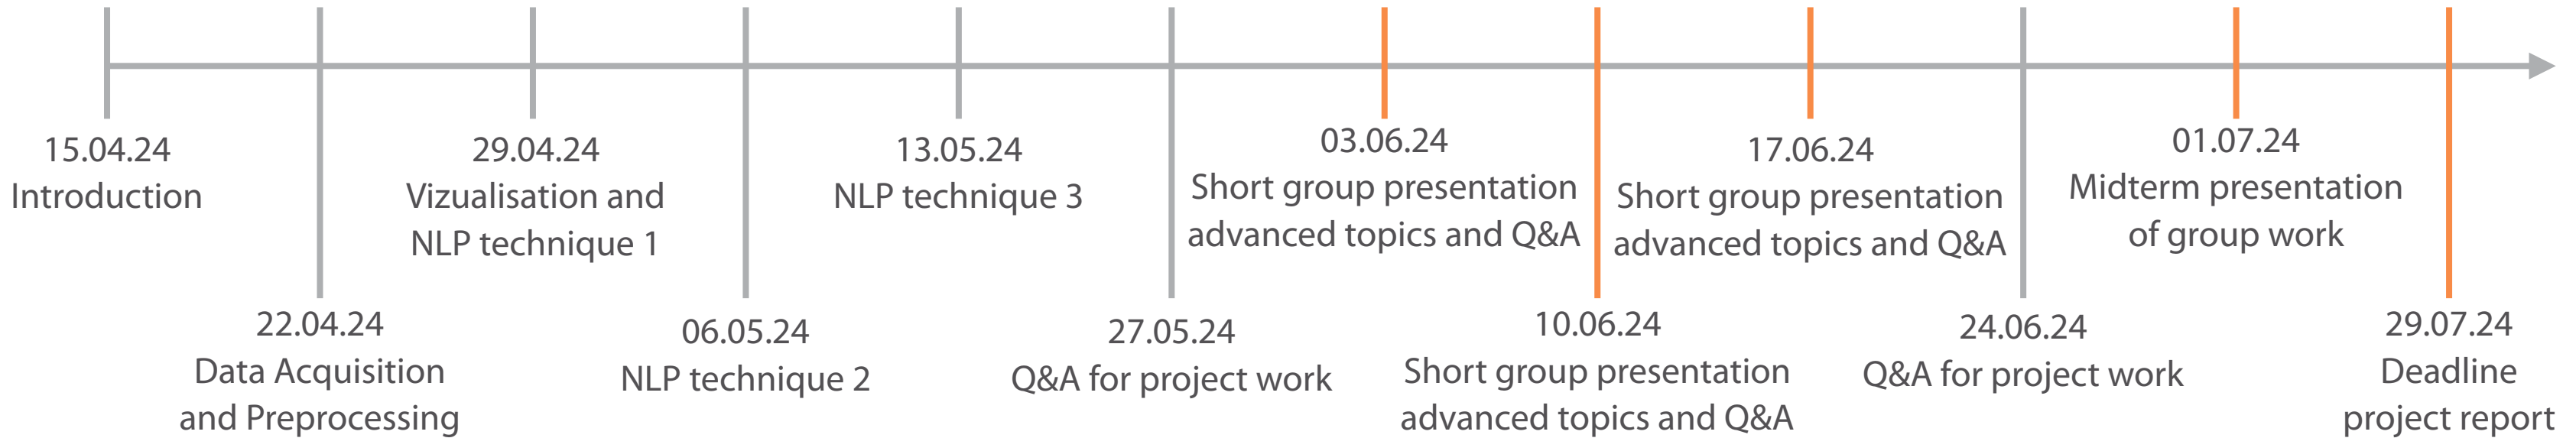 15.04.24
Introduction
22.04.24
Data Acquisition
and Preprocessing
29.04.24
Vizualisation and
NLP technique 1
06.05.24
NLP technique 2
13.05.24
NLP technique 3
27.05.24
Q&A for project work
03.06.24
Short group presentation
advanced topics and Q&A
10.06.24
Short group presentation
advanced topics and Q&A
17.06.24
Short group presentation
advanced topics and Q&A
24.06.24
Q&A for project work
01.07.24
Midterm presentation
of group work
29.07.24
Deadline
project report